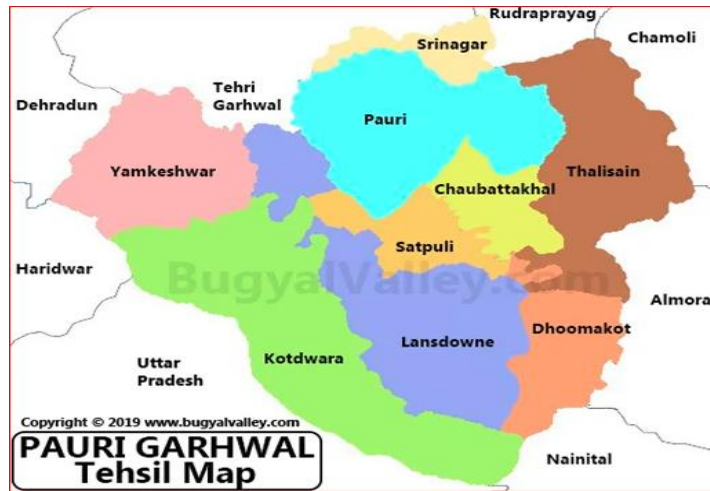 Rudraprayag
Srinagar
Chamoli
Tehri
Garhwal
Dehradun
Pauri
Yamkeshwar
Chaubattakhal
Thalisain
Satpuli
Haridwar
BugyalValley.com
Almora
Dhoomakot
Lansdowne
Kotdwara
Uttar
Pradesh
Copyright © 2019 www.bugyalvalley.com
PAURI GARHWAL
Tehsil Map
Nainital